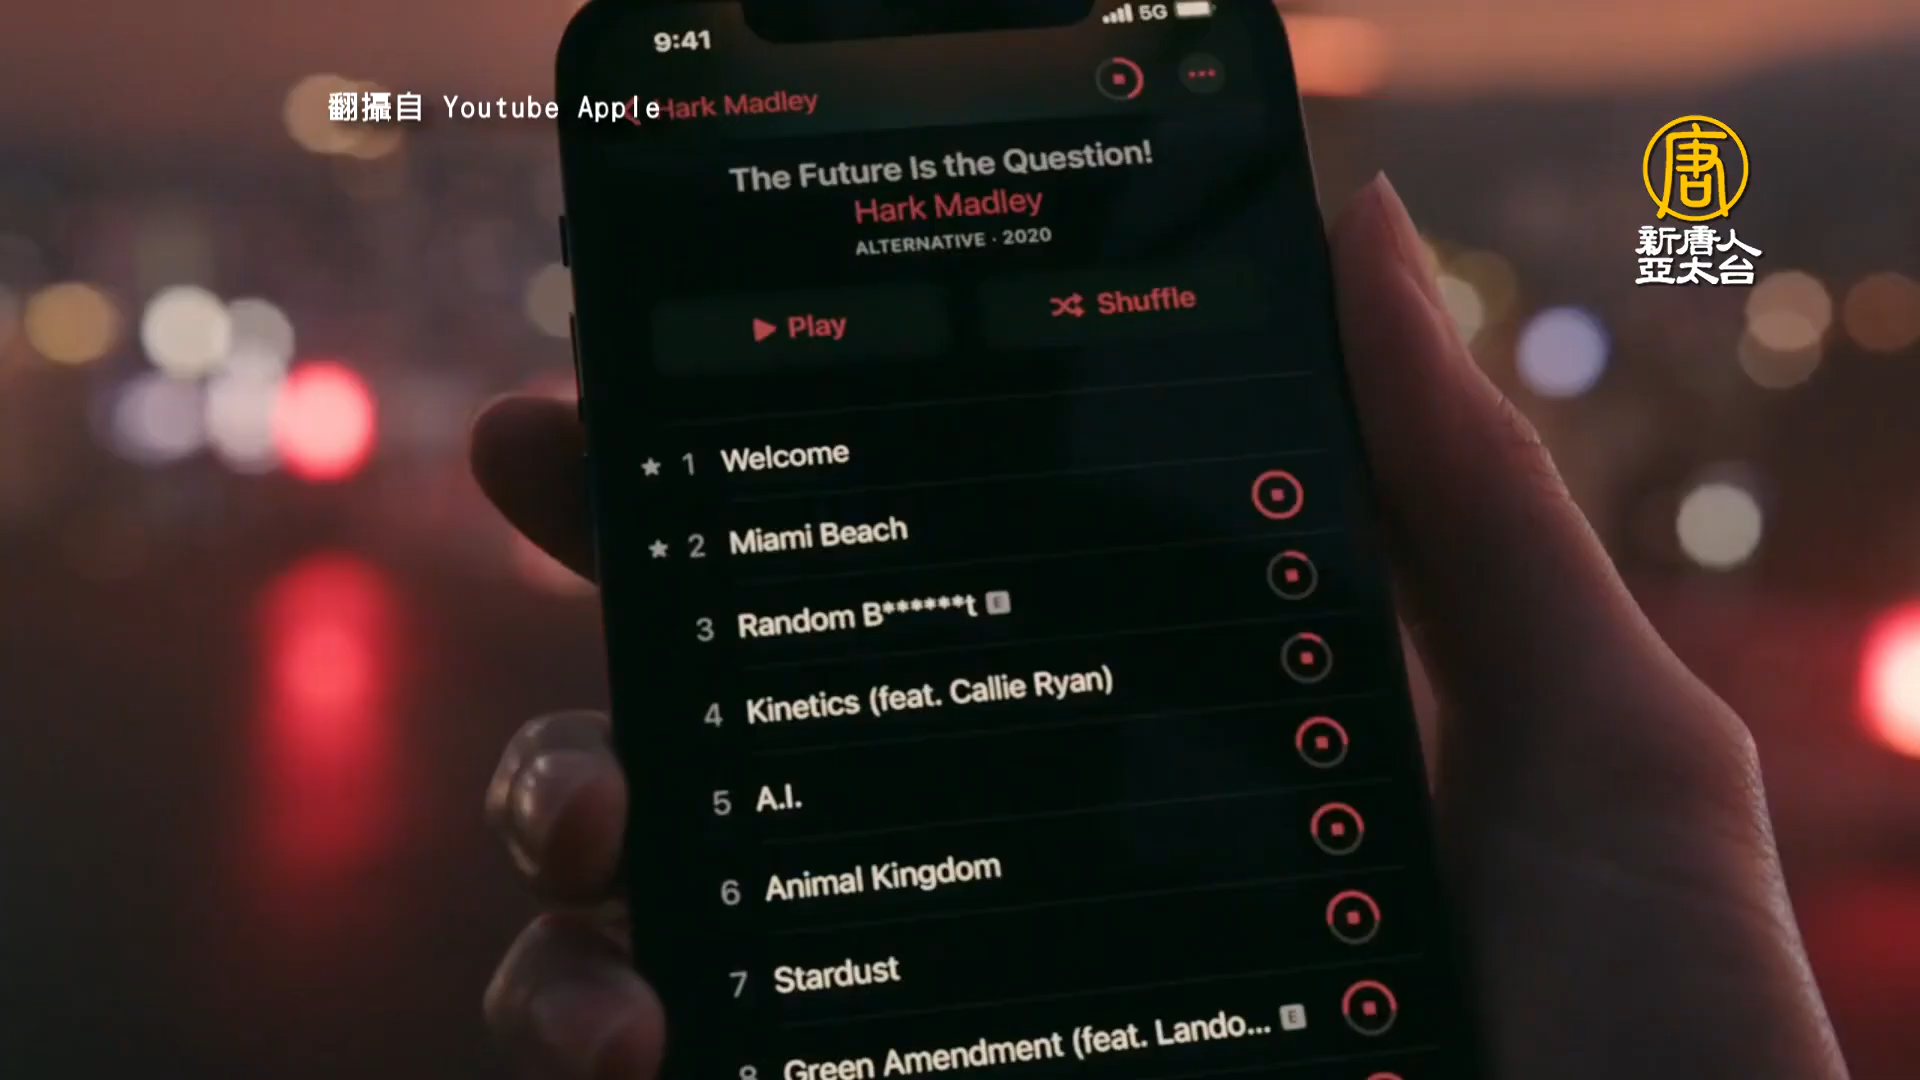 9:41
5G
翻攝自 Youtube Apple
Hark Madley
The Future Is the Question!
Hark Madley
ALTERNATIVE · 2020
Play
Shuffle
★ 1 Welcome
★ 2 Miami Beach
3 Random B******t E
4 Kinetics (feat. Callie Ryan)
5 A.I.
6 Animal Kingdom
7 Stardust
8 Green Amendment (feat. Lando... E
唐
新唐人
亞太台